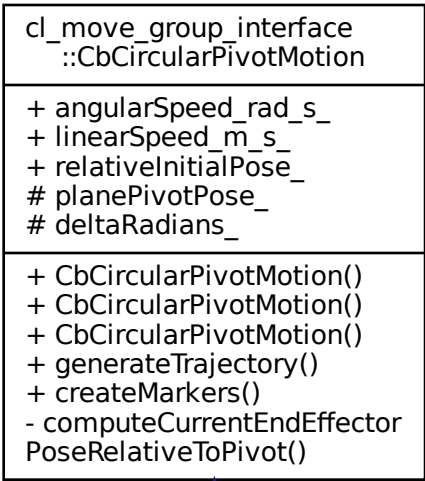 cl_move_group_interface
::CbCircularPivotMotion
+ angularSpeed_rad_s_
+ linearSpeed_m_s_
+ relativeInitialPose_
# planePivotPose_
# deltaRadians_
+ CbCircularPivotMotion()
+ CbCircularPivotMotion()
+ CbCircularPivotMotion()
+ generateTrajectory()
+ createMarkers()
- computeCurrentEndEffector
PoseRelativeToPivot()